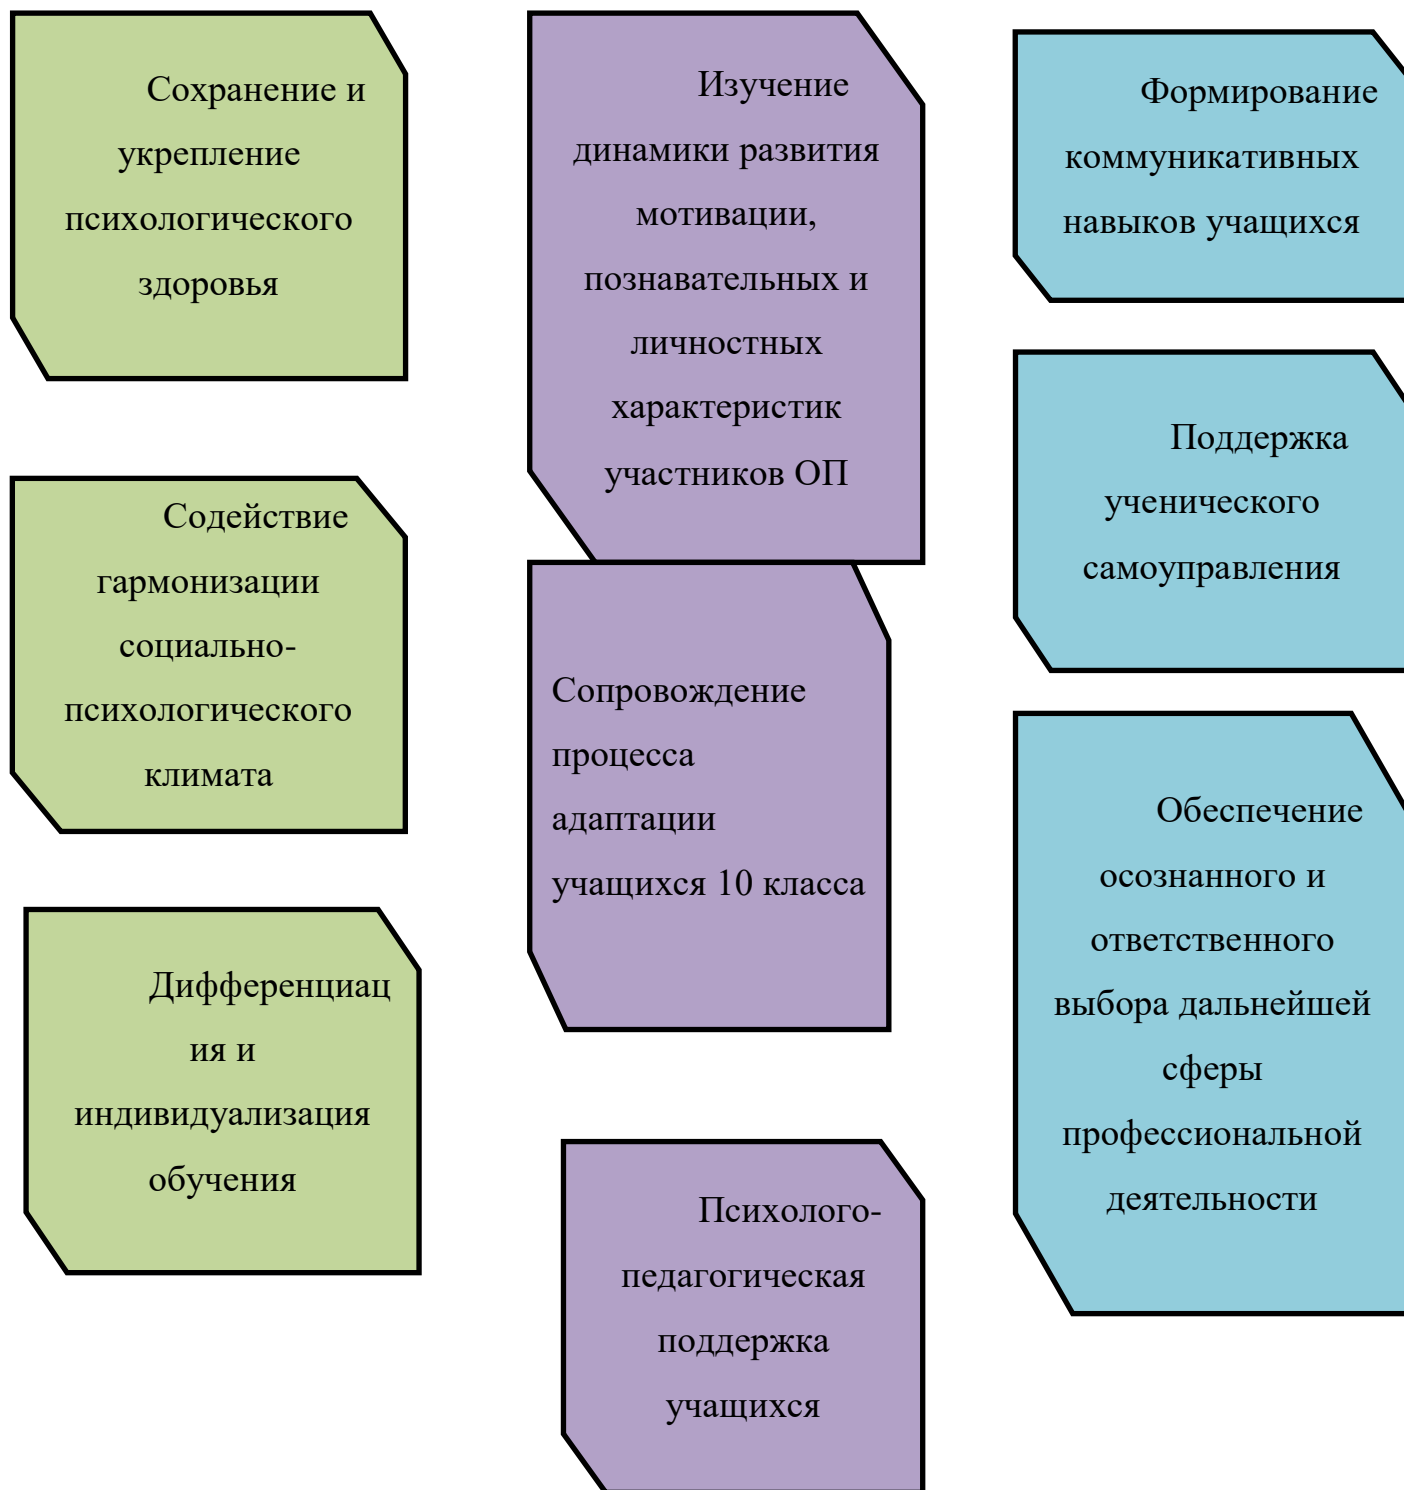 Сохранение и
укрепление
психологического
здоровья
Содействие
гармонизации
социально-
психологического
климата
Дифференциац
ия и
индивидуализация
обучения
Изучение
динамики развития
мотивации,
познавательных и
личностных
характеристик
участников ОП
Сопровождение
процесса
адаптации
учащихся 10 класса
Психолого-
педагогическая
поддержка
учащихся
Формирование
коммуникативных
навыков учащихся
Поддержка
ученического
самоуправления
Обеспечение
осознанного и
ответственного
выбора дальнейшей
сферы
профессиональной
деятельности